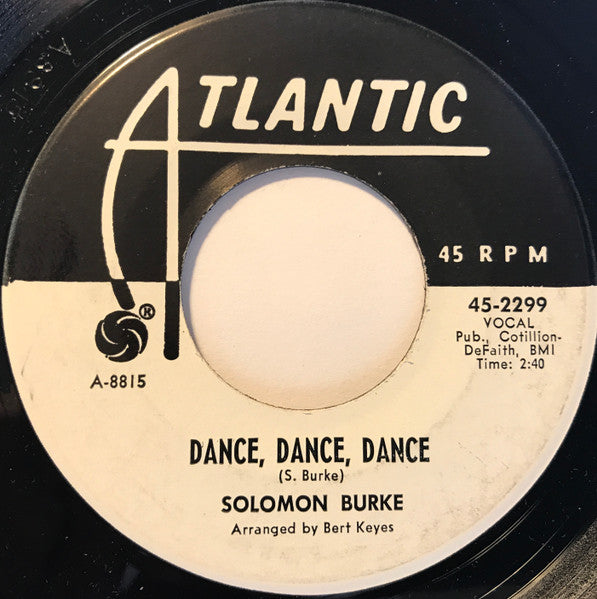 ATLANTIC
45 RPM
®
45-2299
VOCAL
Pub., Cotillion-
DeFaith, BMI
Time: 2:40
A-8815
DANCE, DANCE, DANCE
(S. Burke)
SOLOMON BURKE
Arranged by Bert Keyes